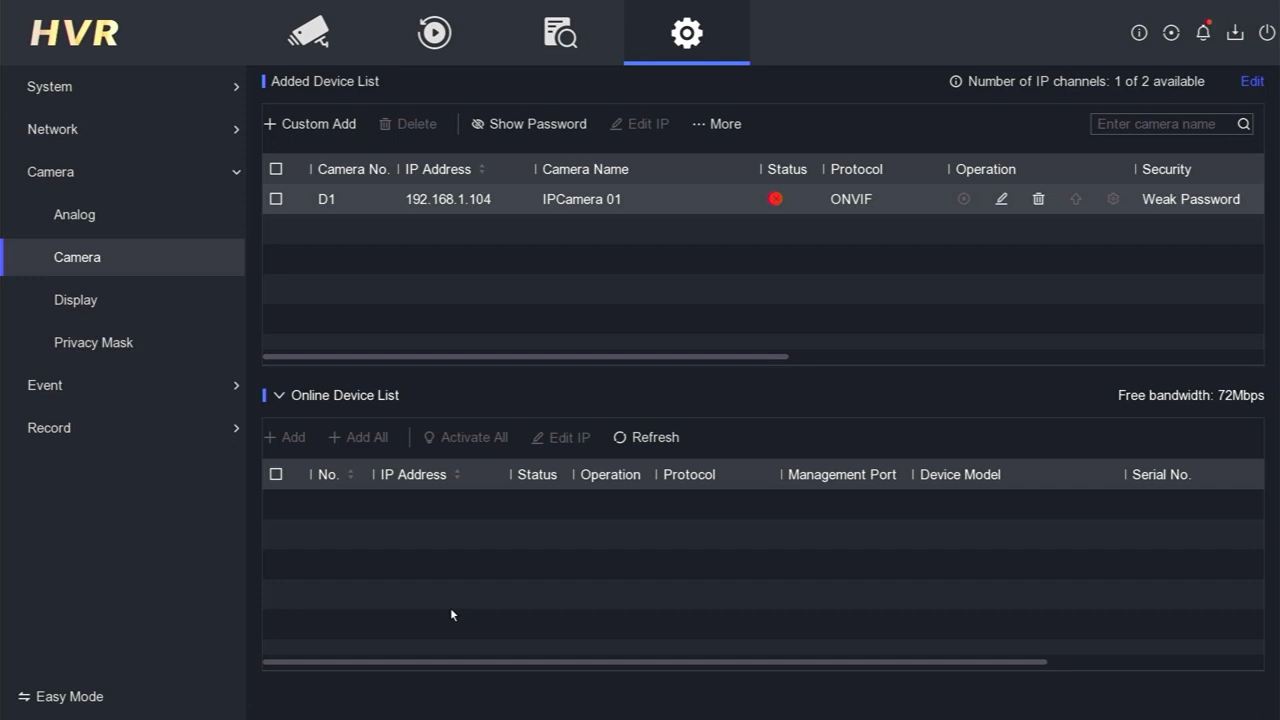 HVR
System
Network
Camera
Analog
Camera
Display
Privacy Mask
Event
Record
Easy Mode
Added Device List
Number of IP channels: 1 of 2 available Edit
+ Custom Add Delete Show Password Edit IP ··· More Enter camera name
Camera No. IP Address Camera Name Status Protocol Operation Security
D1 192.168.1.104 IPCamera 01 ONVIF Weak Password
Online Device List Free bandwidth: 72Mbps
+ Add + Add All Activate All Edit IP Refresh
No. IP Address Status Operation Protocol Management Port Device Model Serial No.